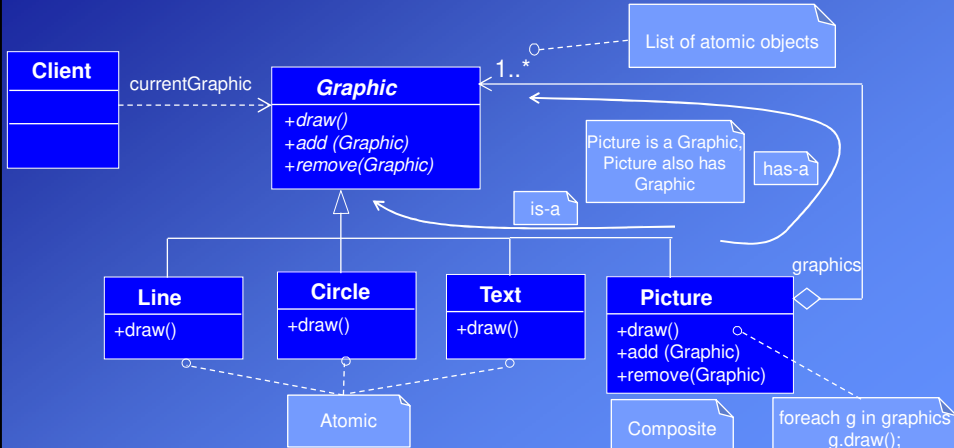 List of atomic objects
Client
currentGraphic
1..*
Graphic
+draw()
+add (Graphic)
+remove(Graphic)
Picture is a Graphic,
Picture also has
Graphic
has-a
is-a
graphics
Line
+draw()
Circle
+draw()
Text
+draw()
Picture
+draw()
+add (Graphic)
+remove(Graphic)
Atomic
Composite
foreach g in graphics
g.draw();